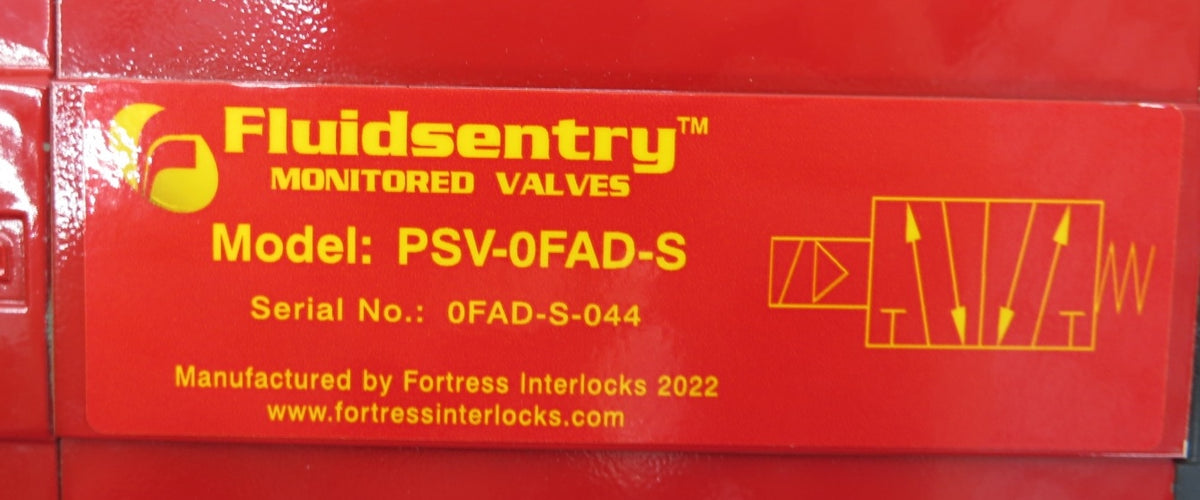 Fluidsentry™
MONITORED VALVES
Model: PSV-0FAD-S
Serial No.: 0FAD-S-044
Manufactured by Fortress Interlocks 2022
www.fortressinterlocks.com